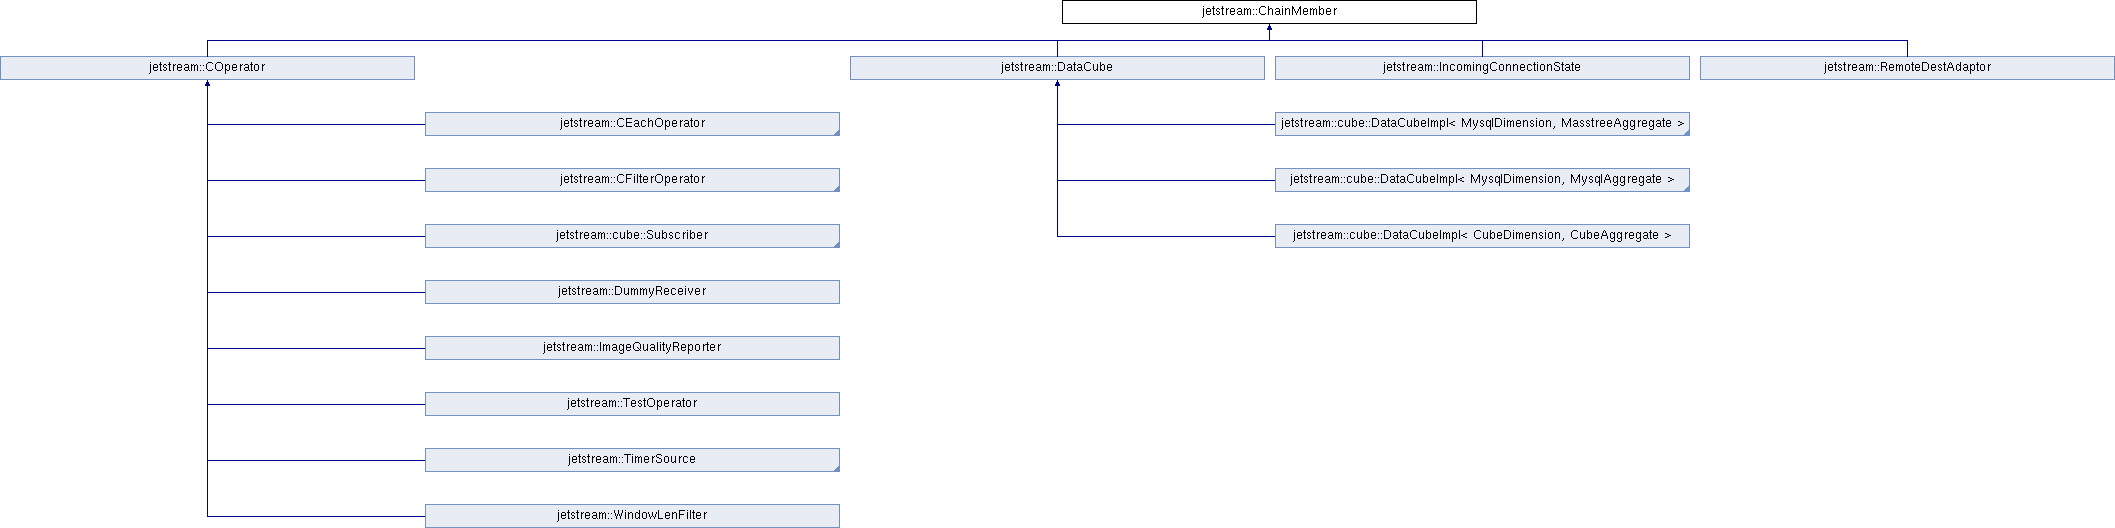 jetstream::ChainMember
jetstream::COperator
jetstream::DataCube
jetstream::IncomingConnectionState
jetstream::RemoteDestAdaptor
jetstream::CEachOperator
jetstream::cube::DataCubeImpl< MysqlDimension, MasstreeAggregate >
jetstream::CFilterOperator
jetstream::cube::DataCubeImpl< MysqlDimension, MysqlAggregate >
jetstream::cube::Subscriber
jetstream::cube::DataCubeImpl< CubeDimension, CubeAggregate >
jetstream::DummyReceiver
jetstream::ImageQualityReporter
jetstream::TestOperator
jetstream::TimerSource
jetstream::WindowLenFilter